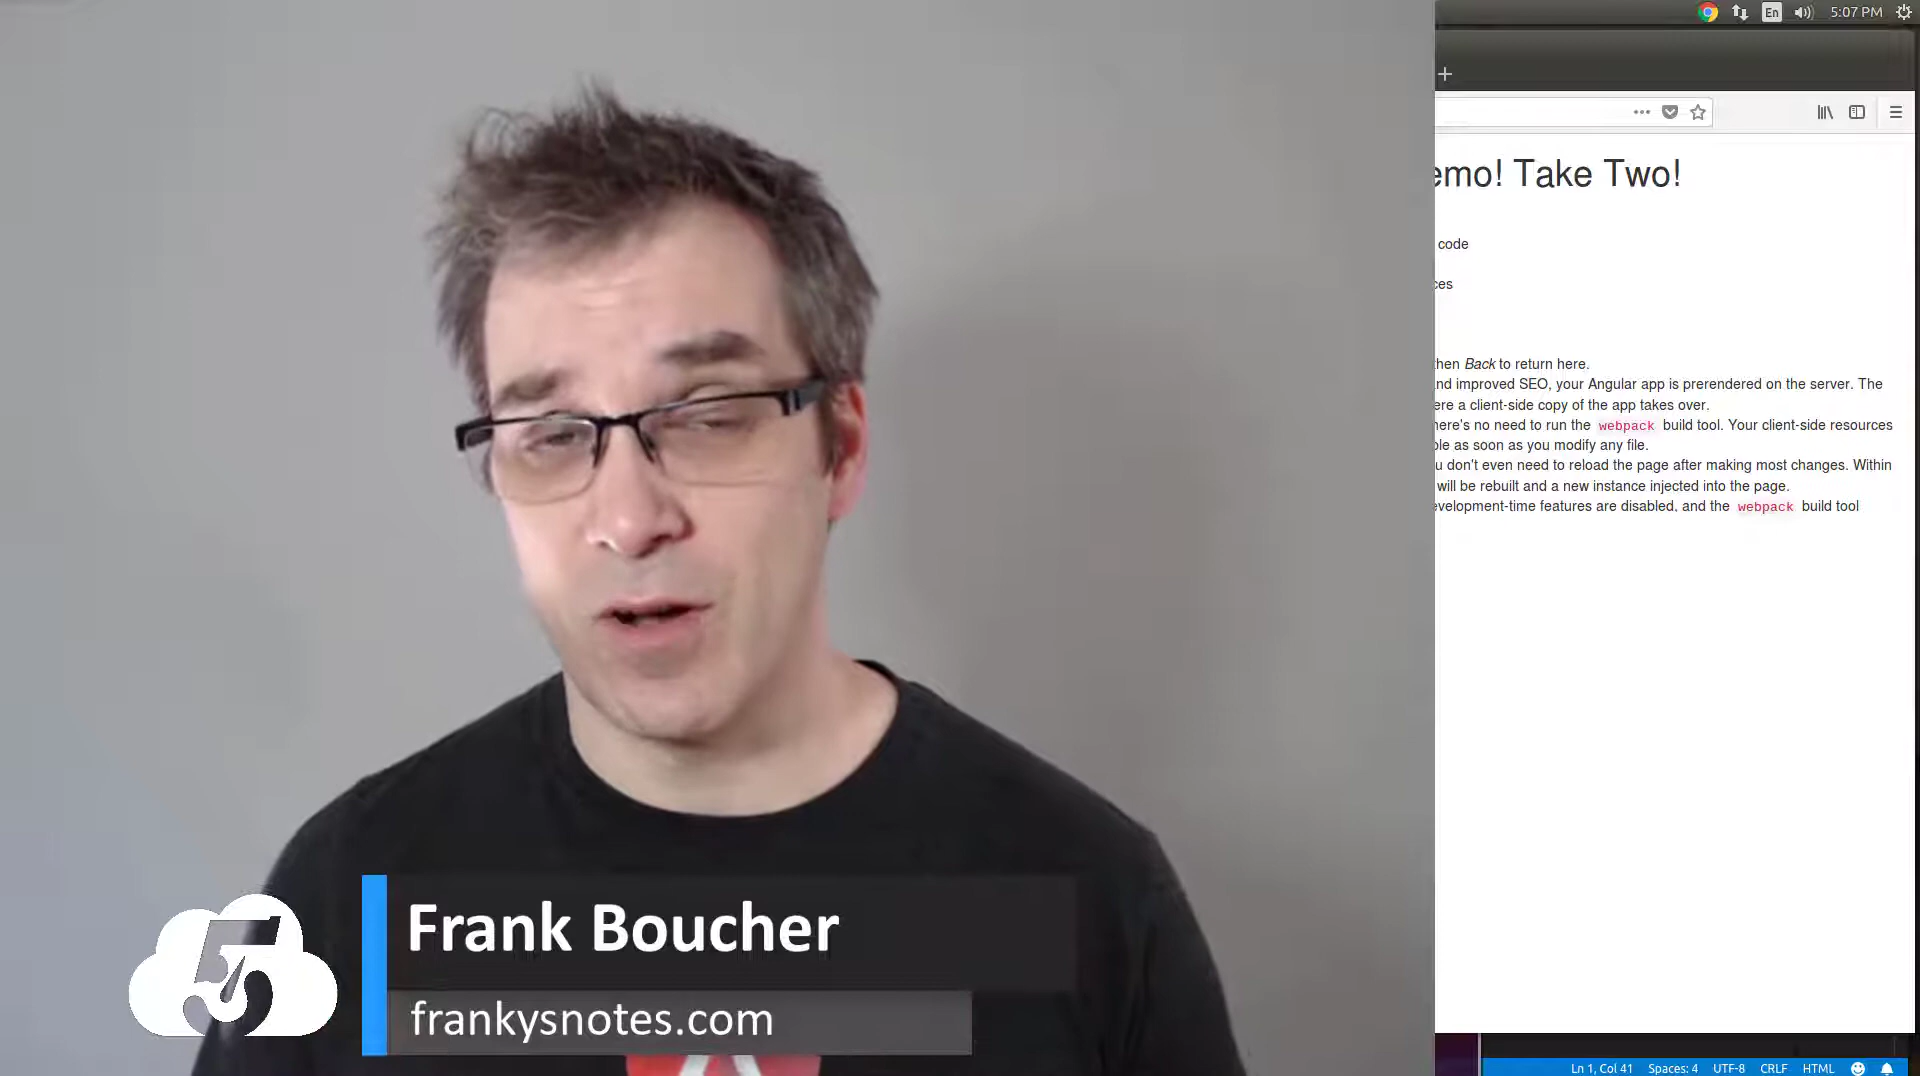 En
5:07 PM
emo! Take Two!
code
ces
then Back to return here.
and improved SEO, your Angular app is prerendered on the server. The
ere a client-side copy of the app takes over.
here's no need to run the webpack build tool. Your client-side resources
ble as soon as you modify any file.
u don't even need to reload the page after making most changes. Within
will be rebuilt and a new instance injected into the page.
evelopment-time features are disabled, and the webpack build tool
5
Frank Boucher
frankysnotes.com
Ln 1, Col 41 Spaces: 4 UTF-8 CRLF HTML